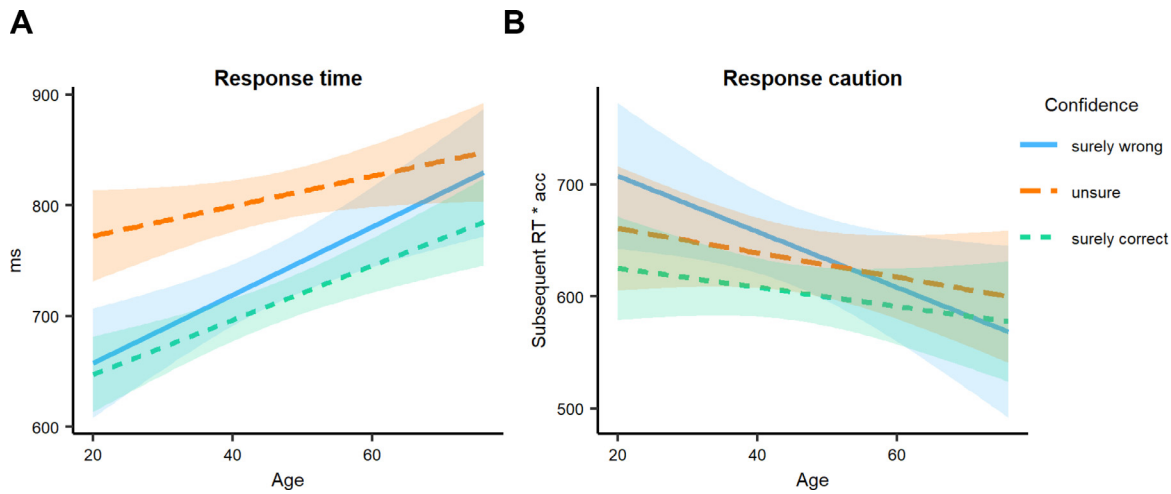 A
Response time
900
800
700
600
ms
20
40
60
Age
B
Response caution
700
600
500
Subsequent RT * acc
20
40
60
Age
Confidence
surely wrong
unsure
surely correct